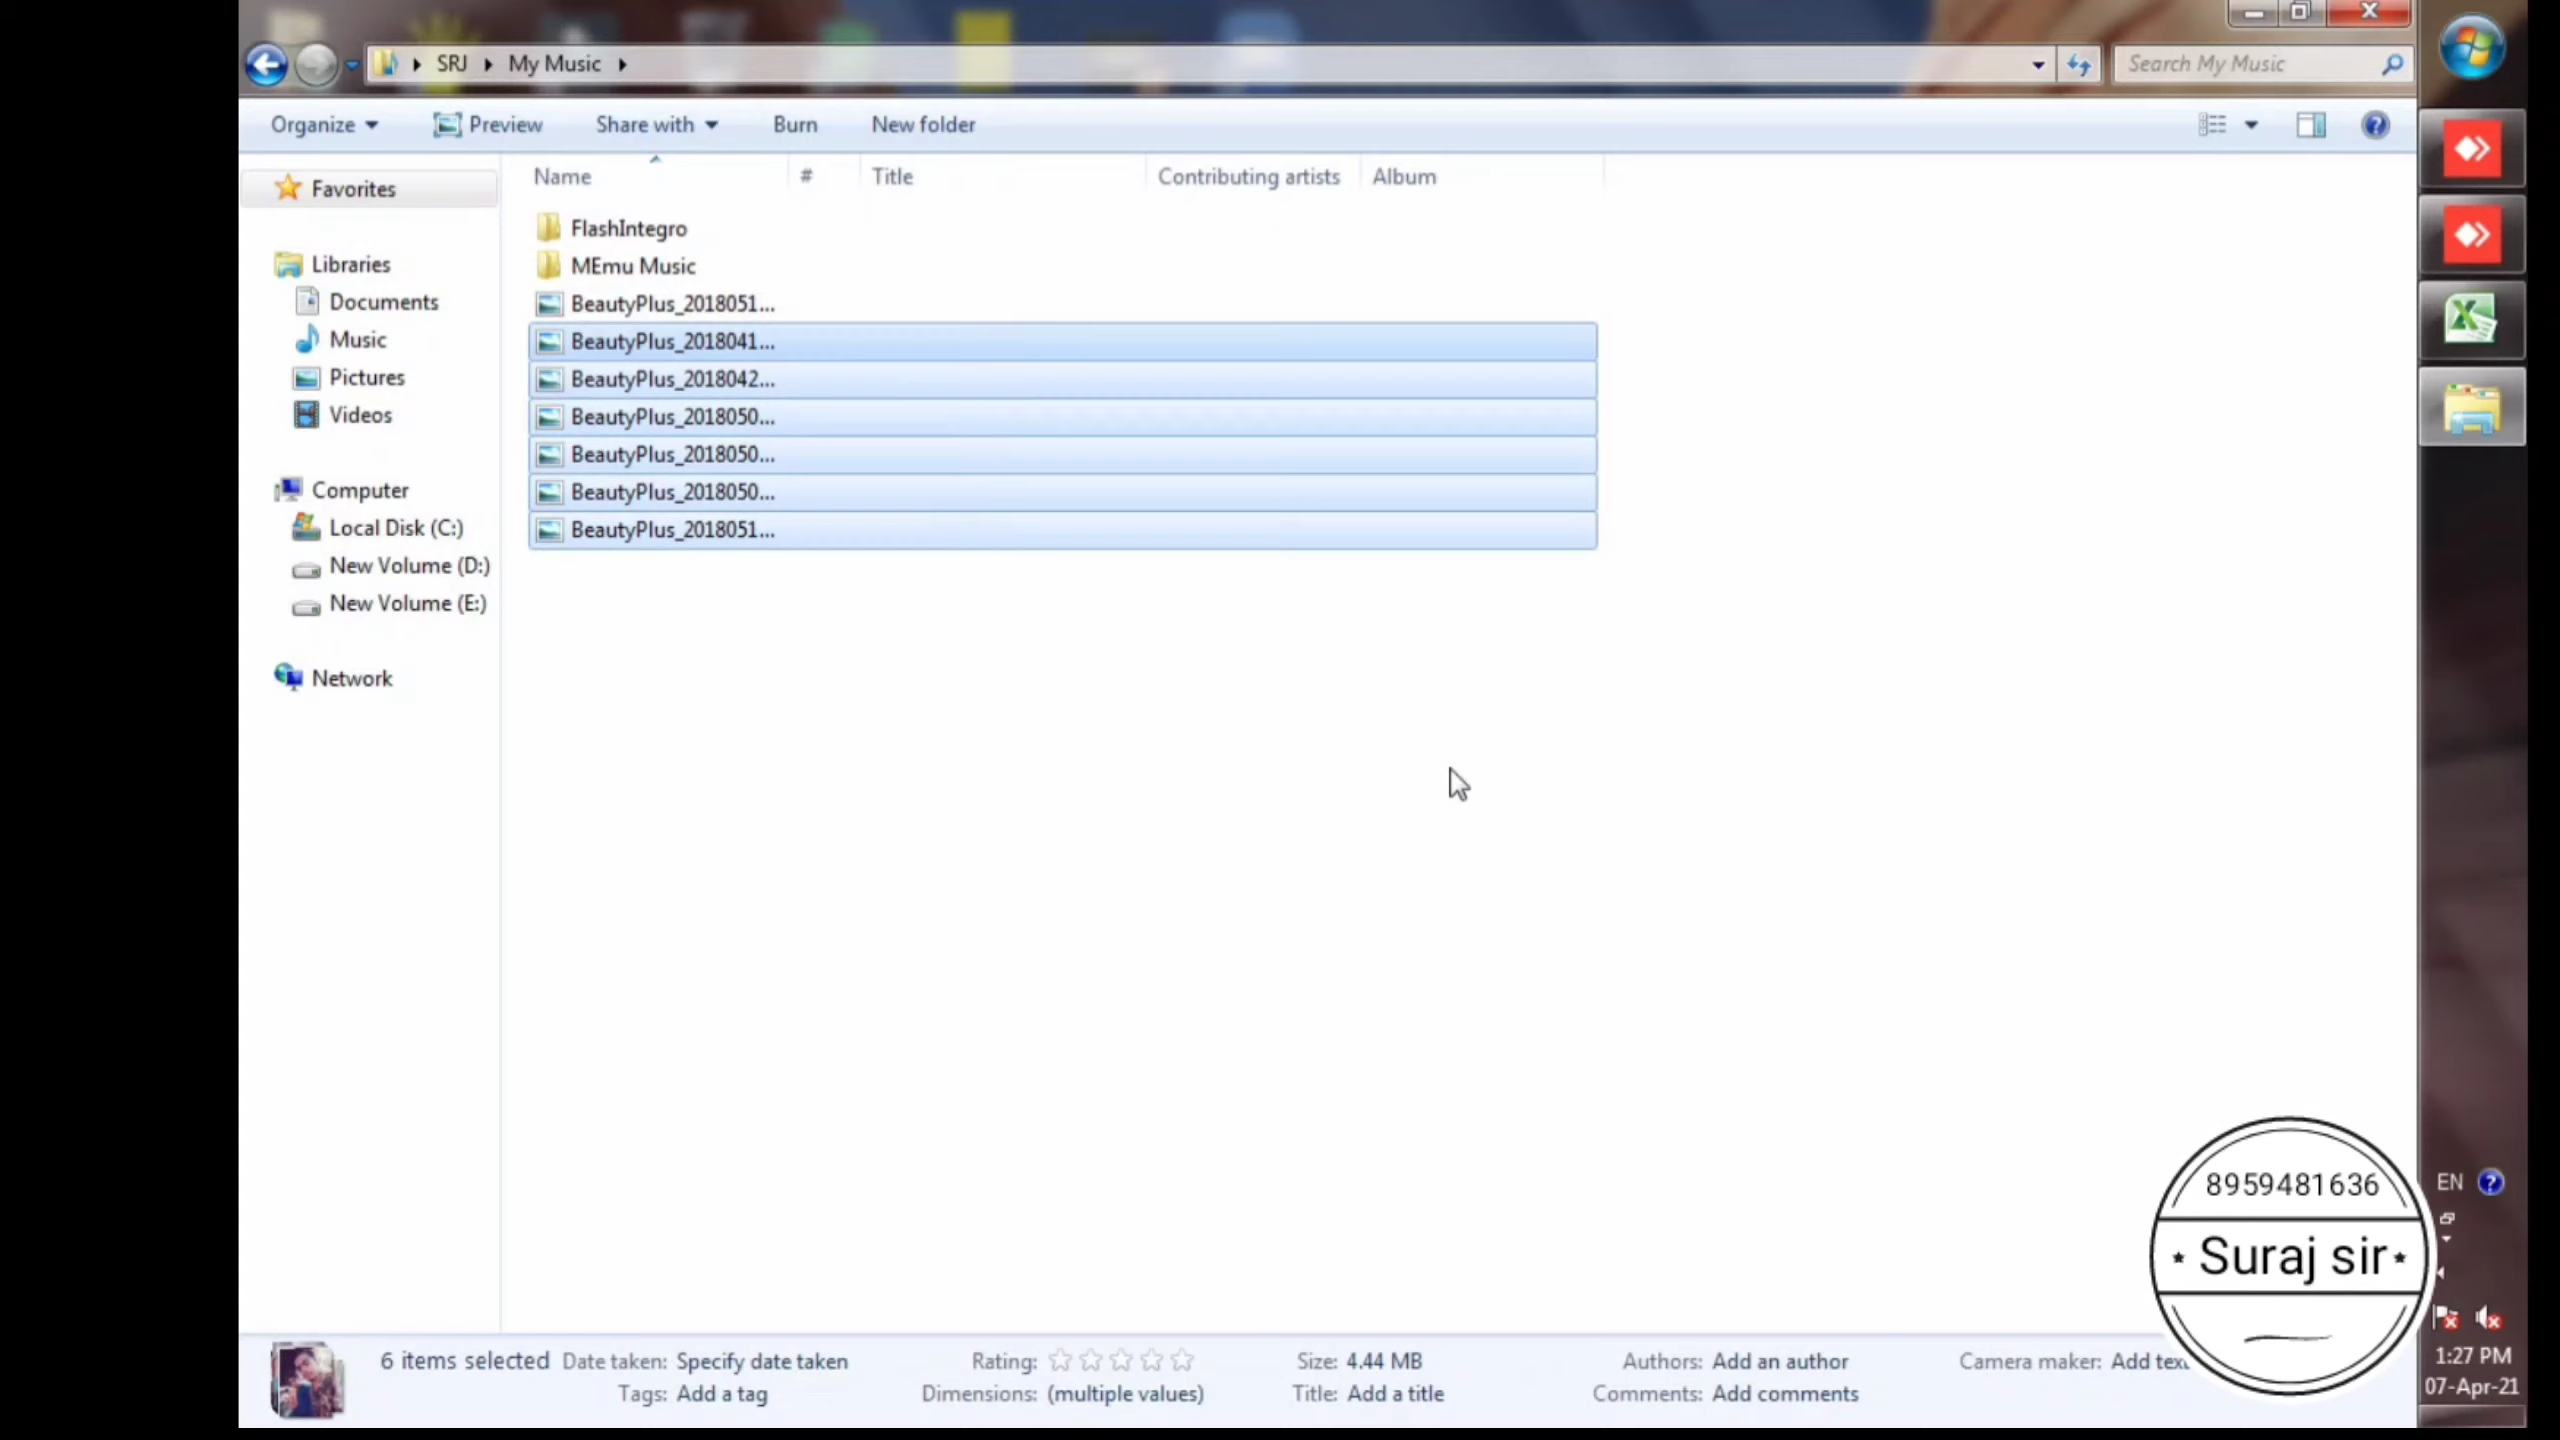 SRJ My Music
Search My Music
Organize Preview Share with Burn New folder
Name # Title Contributing artists Album
Favorites
Libraries
Documents
Music
Pictures
Videos
Computer
Local Disk (C:)
New Volume (D:)
New Volume (E:)
Network
FlashIntegro
MEmu Music
BeautyPlus_2018051...
BeautyPlus_2018041...
BeautyPlus_2018042...
BeautyPlus_2018050...
BeautyPlus_2018050...
BeautyPlus_2018050...
BeautyPlus_2018051...
6 items selected Date taken: Specify date taken Rating: Size: 4.44 MB Authors: Add an author Camera maker: Add text
Tags: Add a tag Dimensions: (multiple values) Title: Add a title Comments: Add comments
8959481636
Suraj sir
EN
1:27 PM
07-Apr-21